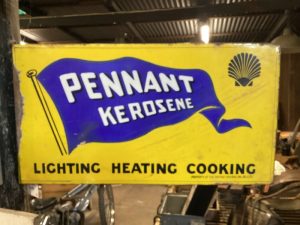 PENNANT
KEROSENE
LIGHTING HEATING COOKING